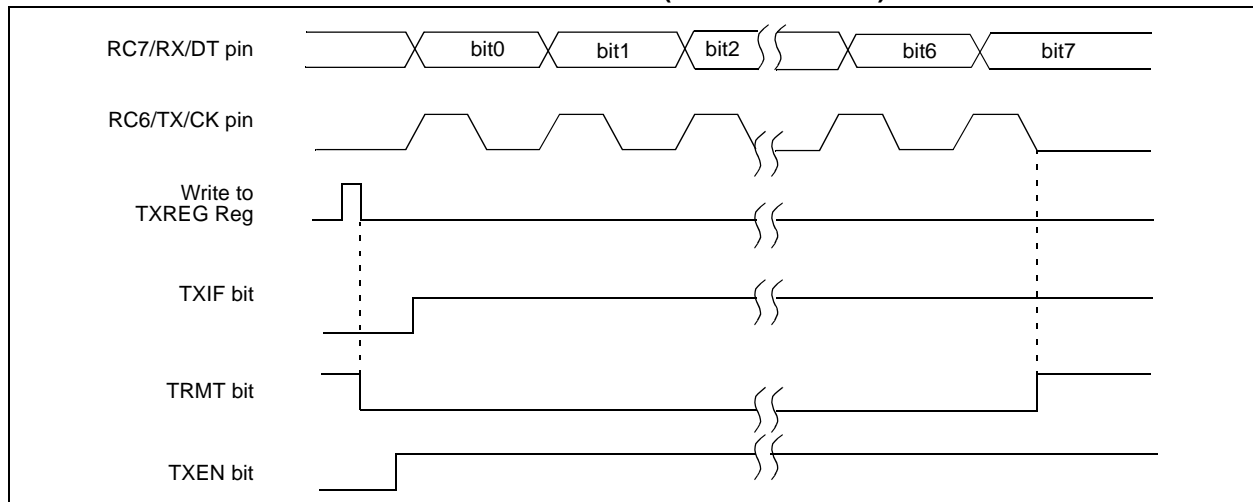 RC7/RX/DT pin
bit0
bit1
bit2
bit6
bit7
RC6/TX/CK pin
Write to
TXREG Reg
TXIF bit
TRMT bit
TXEN bit